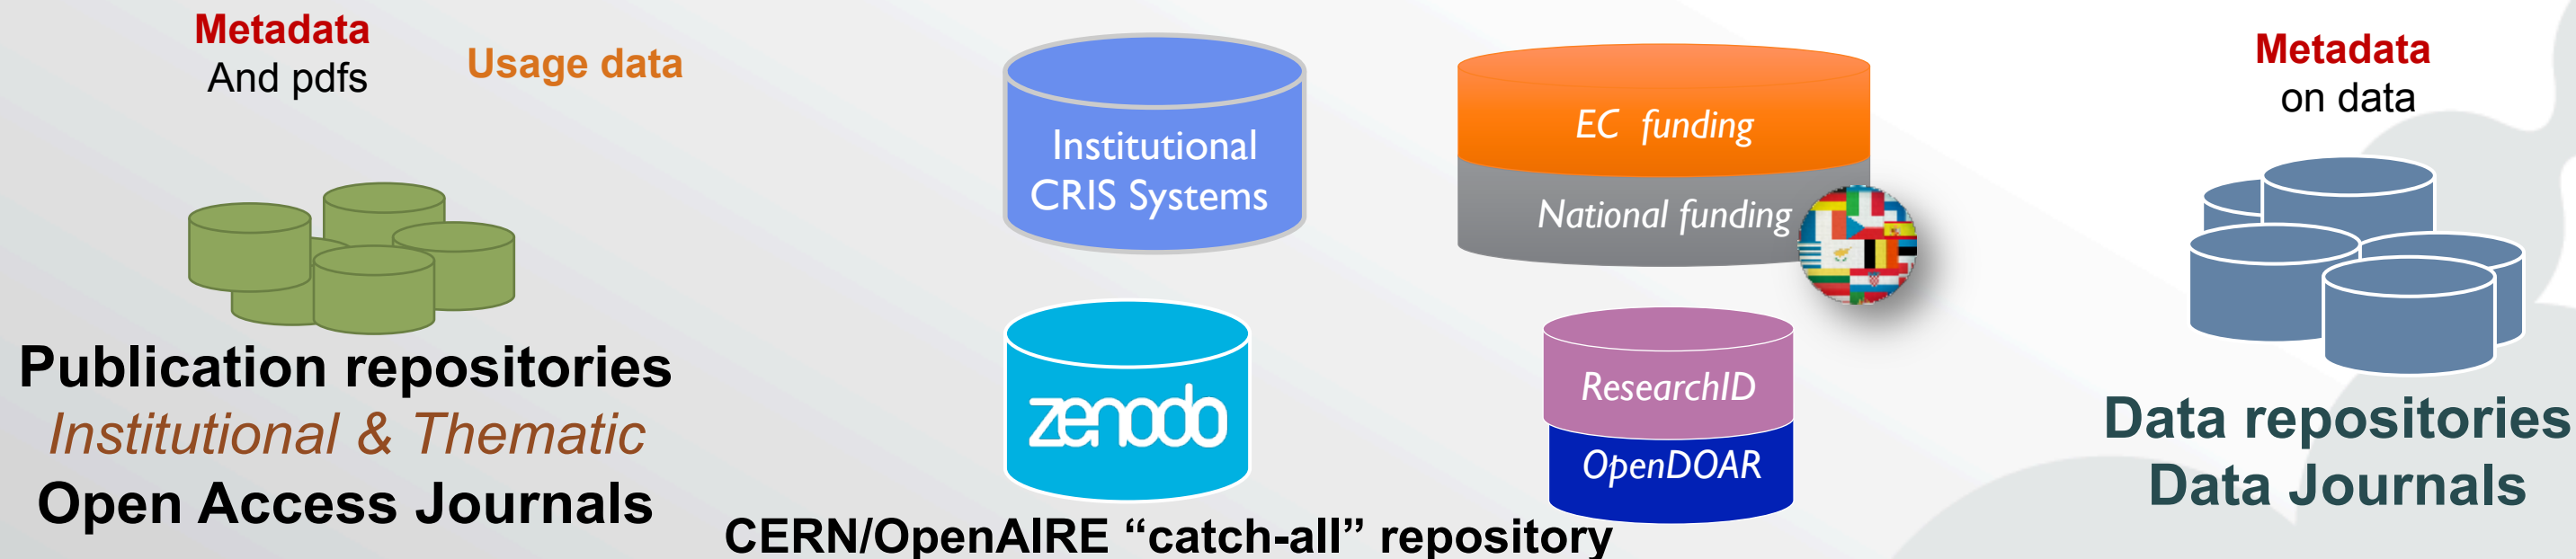 Metadata
And pdfs
Usage data
Publication repositories
Institutional & Thematic
Open Access Journals
Institutional
CRIS Systems
zenodo
CERN/OpenAIRE “catch-all” repository
EC funding
National funding
ResearchID
OpenDOAR
Metadata
on data
Data repositories
Data Journals